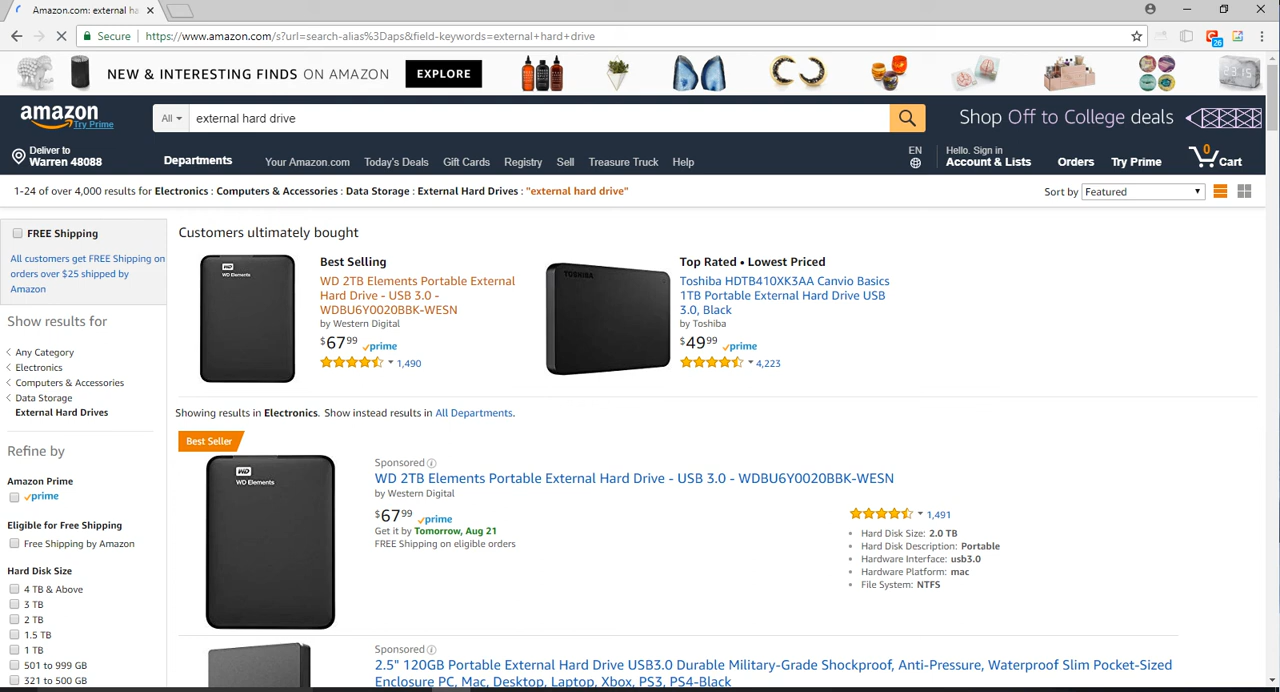 Amazon.com: external ha
Secure
https://www.amazon.com/s?url=search-alias%3Daps&field-keywords=external+hard+drive
26
NEW & INTERESTING FINDS ON AMAZON
EXPLORE
amazon
Try Prime
All
external hard drive
Shop Off to College deals
Deliver to
Warren 48088
Departments
Your Amazon.com
Today's Deals
Gift Cards
Registry
Sell
Treasure Truck
Help
EN
Hello. Sign in
Account & Lists
Orders
Try Prime
0
Cart
1-24 of over 4,000 results for Electronics : Computers & Accessories : Data Storage : External Hard Drives : "external hard drive"
Sort by Featured
FREE Shipping
All customers get FREE Shipping on
orders over $25 shipped by
Amazon
Show results for
Any Category
Electronics
Computers & Accessories
Data Storage
External Hard Drives
Refine by
Amazon Prime
prime
Eligible for Free Shipping
Free Shipping by Amazon
Hard Disk Size
4 TB & Above
3 TB
2 TB
1.5 TB
1 TB
501 to 999 GB
321 to 500 GB
Customers ultimately bought
WD
WD Elements
Best Selling
WD 2TB Elements Portable External
Hard Drive - USB 3.0 -
WDBU6Y0020BBK-WESN
by Western Digital
$67.99 prime
1,490
TOSHIBA
Top Rated • Lowest Priced
Toshiba HDTB410XK3AA Canvio Basics
1TB Portable External Hard Drive USB
3.0, Black
by Toshiba
$49.99 prime
4,223
Showing results in Electronics. Show instead results in All Departments.
Best Seller
WD
WD Elements
Sponsored
WD 2TB Elements Portable External Hard Drive - USB 3.0 - WDBU6Y0020BBK-WESN
by Western Digital
$67.99 prime
Get it by Tomorrow, Aug 21
FREE Shipping on eligible orders
1,491
Hard Disk Size: 2.0 TB
Hard Disk Description: Portable
Hardware Interface: usb3.0
Hardware Platform: mac
File System: NTFS
Sponsored
2.5" 120GB Portable External Hard Drive USB3.0 Durable Military-Grade Shockproof, Anti-Pressure, Waterproof Slim Pocket-Sized
Enclosure PC, Mac, Desktop, Laptop, Xbox, PS3, PS4-Black